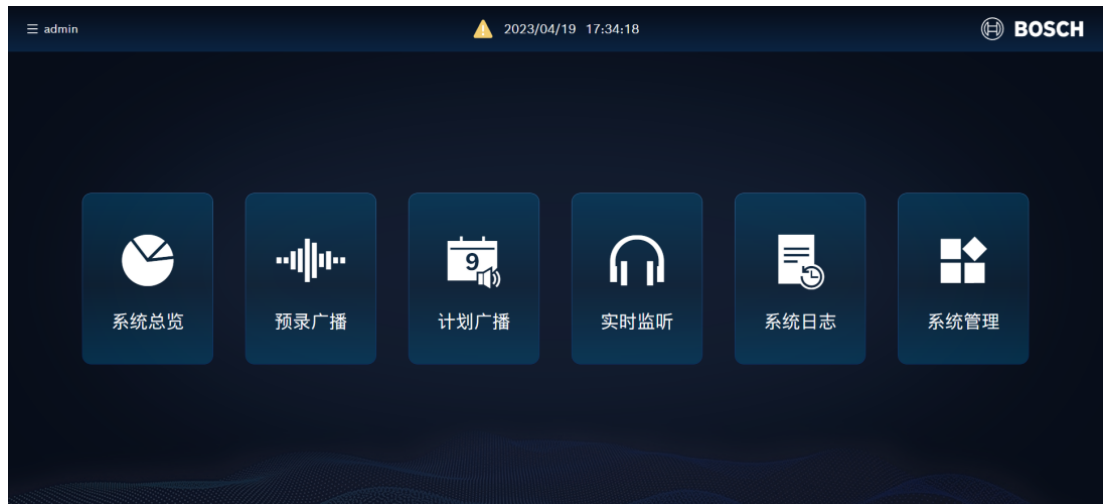 ☰ admin
2023/04/19 17:34:18
BOSCH
9
系统总览
预录广播
计划广播
实时监听
系统日志
系统管理